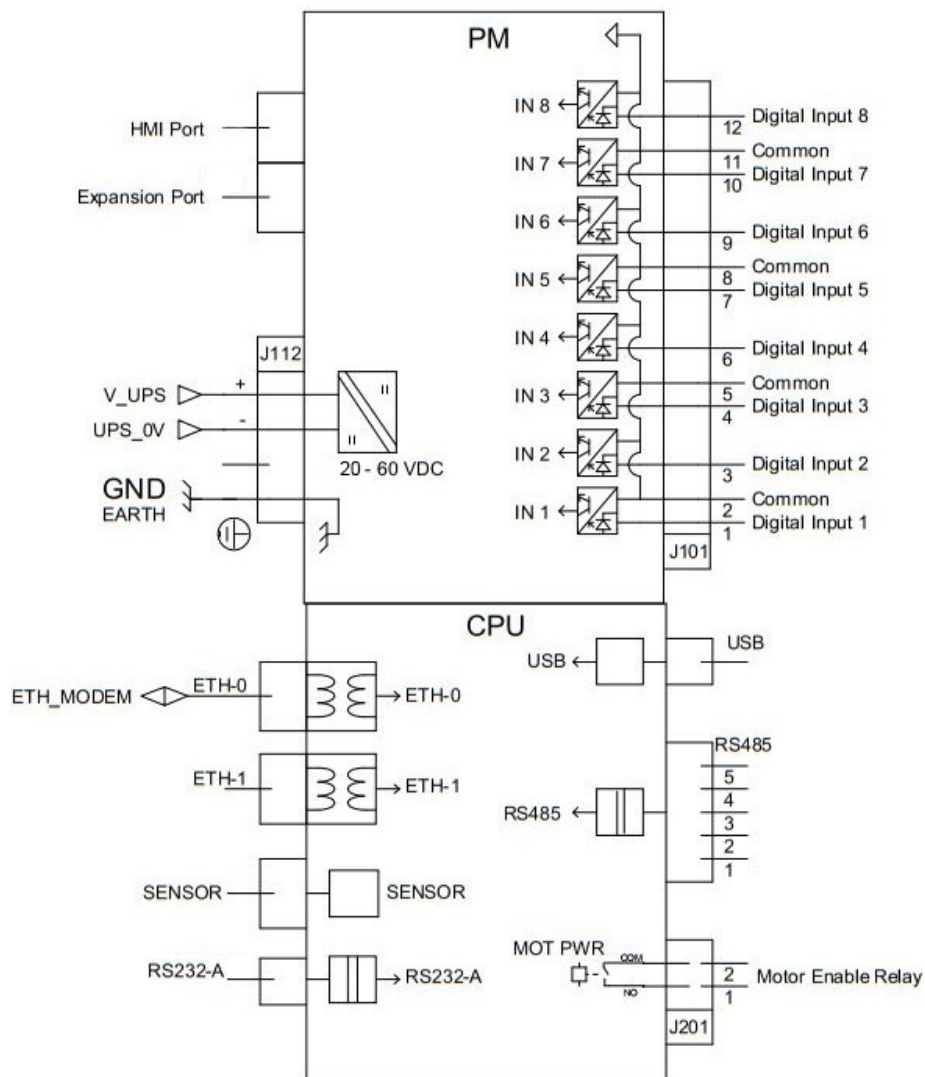 PM
IN 8
12 Digital Input 8
HMI Port
IN 7
11 Common
10 Digital Input 7
Expansion Port
IN 6
9 Digital Input 6
IN 5
8 Common
7 Digital Input 5
J112
IN 4
6 Digital Input 4
V_UPS +
IN 3
5 Common
4 Digital Input 3
UPS_0V -
20 - 60 VDC
IN 2
3 Digital Input 2
GND
EARTH
IN 1
2 Common
1 Digital Input 1
J101
CPU
USB
USB
ETH_MODEM ETH-0
ETH-0
RS485
5
4
3
2
1
ETH-1
ETH-1
RS485
SENSOR
SENSOR
MOT PWR
COM
NO
2
1
Motor Enable Relay
RS232-A
RS232-A
J201